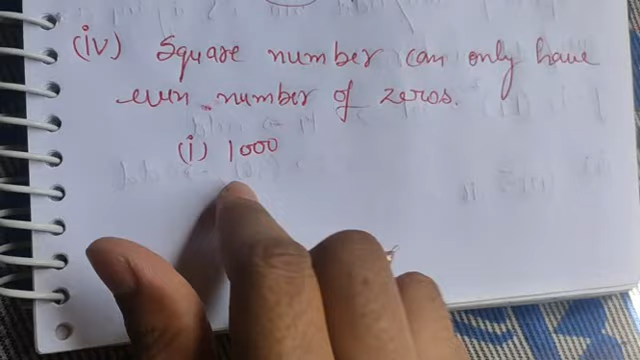 (iv) Square number can only have
even number of zeros.
(i) 1000